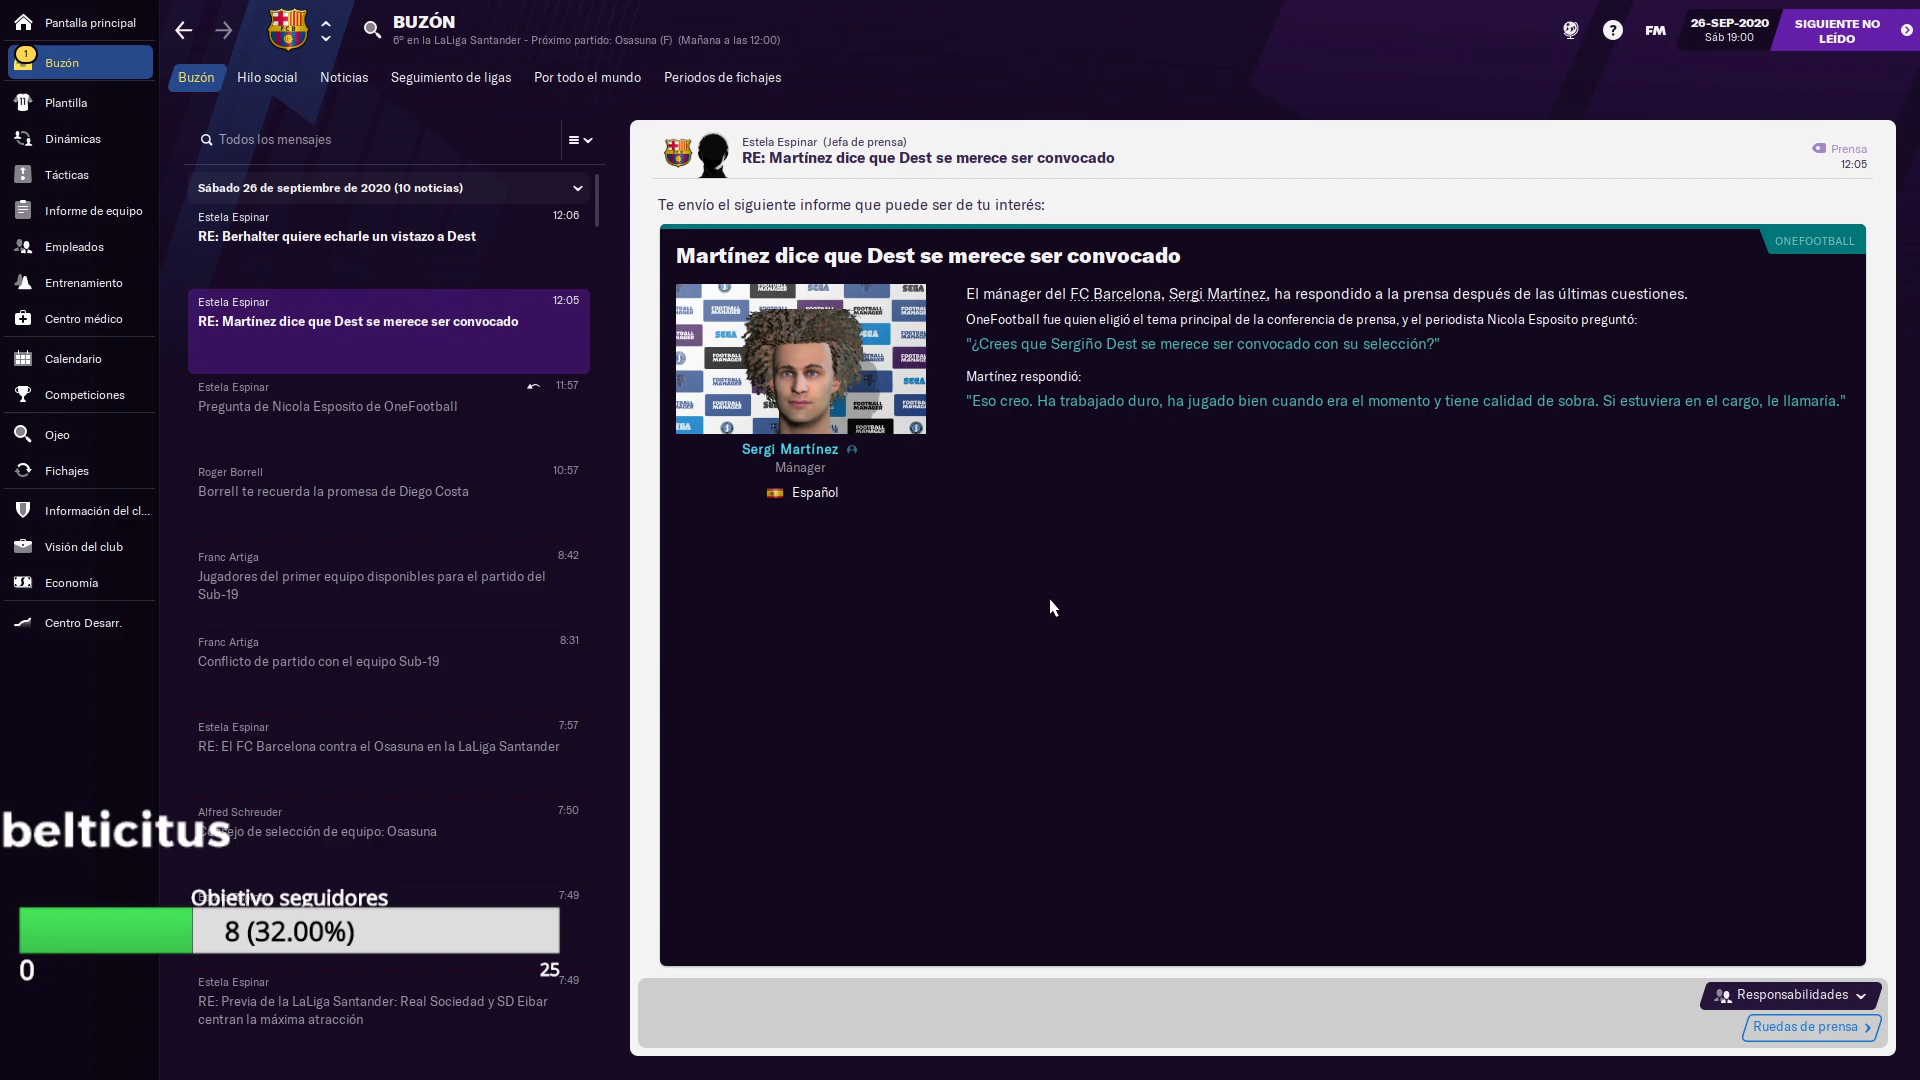 Pantalla principal
1
Buzón
Plantilla
Dinámicas
Tácticas
Informe de equipo
Empleados
Entrenamiento
Centro médico
Calendario
Competiciones
Ojeo
Fichajes
Información del cl...
Visión del club
Economía
Centro Desarr.
BUZÓN
6º en la LaLiga Santander - Próximo partido: Osasuna (F) (Mañana a las 12:00)
FM
26-SEP-2020
Sáb 19:00
SIGUIENTE NO
LEÍDO
Buzón
Hilo social
Noticias
Seguimiento de ligas
Por todo el mundo
Periodos de fichajes
Todos los mensajes
Sábado 26 de septiembre de 2020 (10 noticias)
Estela Espinar 12:06
RE: Berhalter quiere echarle un vistazo a Dest
Estela Espinar 12:05
RE: Martínez dice que Dest se merece ser convocado
Estela Espinar 11:57
Pregunta de Nicola Esposito de OneFootball
Roger Borrell 10:57
Borrell te recuerda la promesa de Diego Costa
Franc Artiga 8:42
Jugadores del primer equipo disponibles para el partido del
Sub-19
Franc Artiga 8:31
Conflicto de partido con el equipo Sub-19
Estela Espinar 7:57
RE: El FC Barcelona contra el Osasuna en la LaLiga Santander
Alfred Schreuder 7:50
de selección de equipo: Osasuna
7:49
Estela Espinar 7:49
RE: Previa de la LaLiga Santander: Real Sociedad y SD Eibar
centran la máxima atracción
belticitus
Objetivo seguidores
8 (32.00%)
0 25
Estela Espinar (Jefa de prensa)
RE: Martínez dice que Dest se merece ser convocado
Prensa
12:05
Te envío el siguiente informe que puede ser de tu interés:
ONEFOOTBALL
Martínez dice que Dest se merece ser convocado
El mánager del FC Barcelona, Sergi Martínez, ha respondido a la prensa después de las últimas cuestiones.
OneFootball fue quien eligió el tema principal de la conferencia de prensa, y el periodista Nicola Esposito preguntó:
"¿Crees que Sergiño Dest se merece ser convocado con su selección?"
Martínez respondió:
"Eso creo. Ha trabajado duro, ha jugado bien cuando era el momento y tiene calidad de sobra. Si estuviera en el cargo, le llamaría."
Sergi Martínez
Mánager
Español
Responsabilidades
Ruedas de prensa